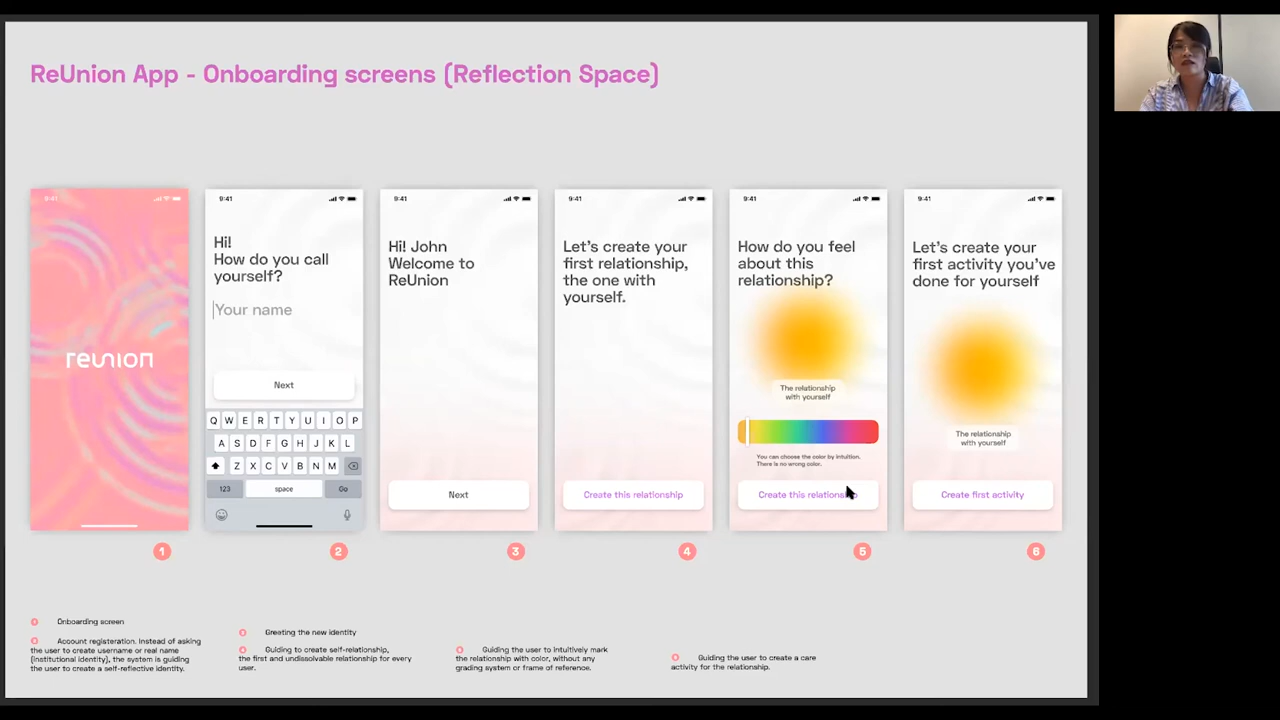 ReUnion App - Onboarding screens (Reflection Space)
9:41
reunion
9:41
Hi!
How do you call
yourself?
Your name
Next
Q W E R T Y U I O P
A S D F G H J K L
Z X C V B N M
123 space Go
9:41
Hi! John
Welcome to
ReUnion
Next
9:41
Let's create your
first relationship,
the one with
yourself.
Create this relationship
9:41
How do you feel
about this
relationship?
The relationship
with yourself
You can choose the color by intuition.
There is no wrong color.
Create this relationship
9:41
Let's create your
first activity you've
done for yourself
The relationship
with yourself
Create first activity
1
2
3
4
5
6
Onboarding screen
Account registeration. Instead of asking
the user to create username or real name
(institutional identity), the system is guiding
the user to create a self-reflective identity.
Greeting the new identity
Guiding to create self-relationship,
the first and undissolvable relationship for every
user.
Guiding the user to intuitively mark
the relationship with color, without any
grading system or frame of reference.
Guiding the user to create a care
activity for the relationship.